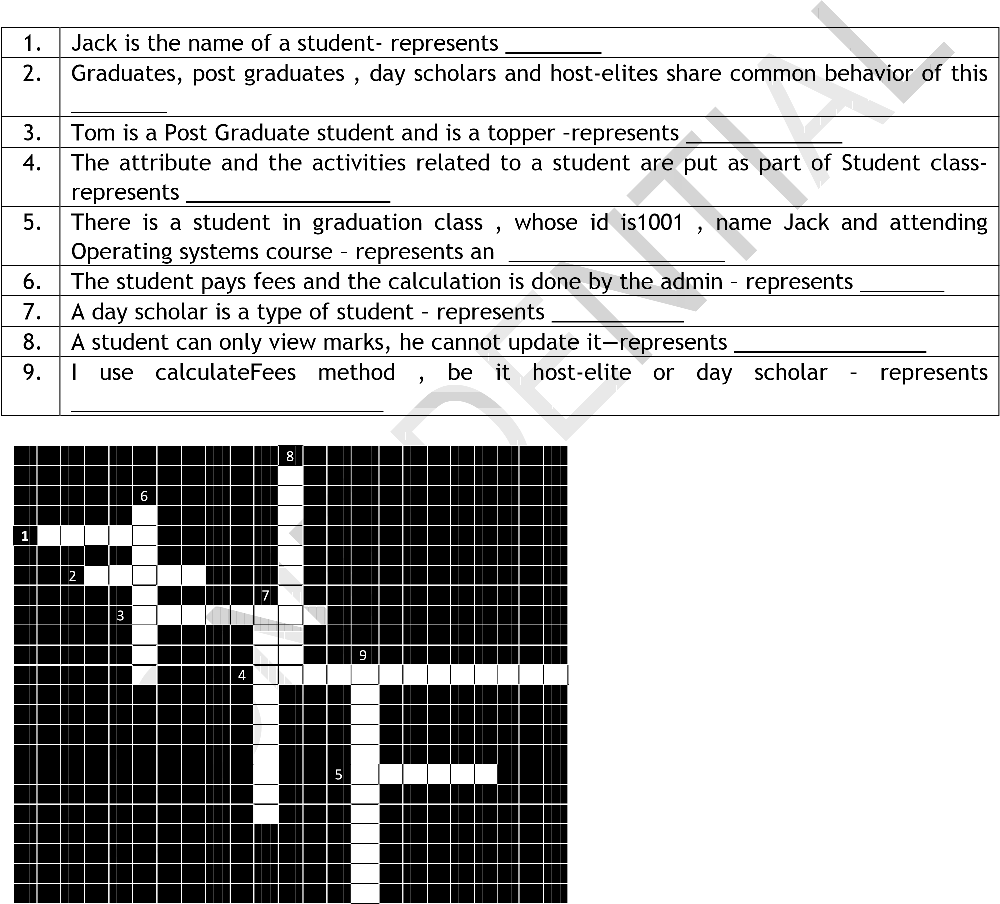 1. Jack is the name of a student- represents ________
2. Graduates, post graduates , day scholars and host-elites share common behavior of this
________
3. Tom is a Post Graduate student and is a topper –represents _____________
4. The attribute and the activities related to a student are put as part of Student class-
represents _________________
5. There is a student in graduation class , whose id is1001 , name Jack and attending
Operating systems course – represents an __________________
6. The student pays fees and the calculation is done by the admin – represents _______
7. A day scholar is a type of student – represents ___________
8. A student can only view marks, he cannot update it—represents ________________
9. I use calculateFees method , be it host-elite or day scholar – represents
__________________________
8
6
1
2
7
3
9
4
5